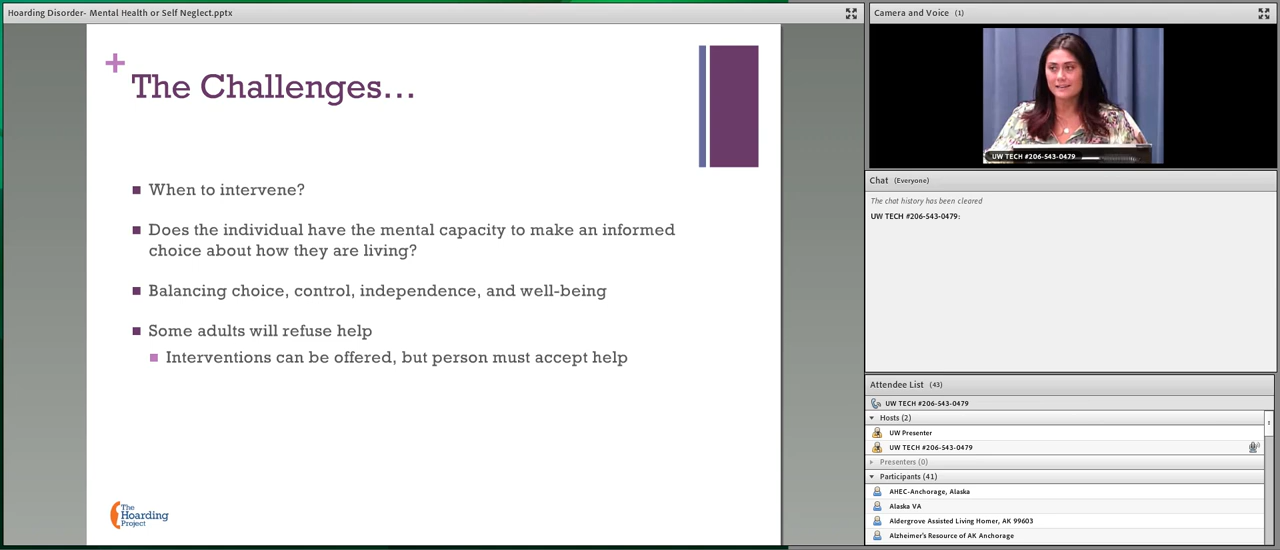 Hoarding Disorder- Mental Health or Self Neglect.pptx
+
The Challenges...
When to intervene?
Does the individual have the mental capacity to make an informed
choice about how they are living?
Balancing choice, control, independence, and well-being
Some adults will refuse help
Interventions can be offered, but person must accept help
The
Hoarding
Project
Camera and Voice (1)
UW TECH #206-543-0479
Chat (Everyone)
The chat history has been cleared
UW TECH #206-543-0479:
Attendee List (43)
UW TECH #206-543-0479
Hosts (2)
UW Presenter
UW TECH #206-543-0479
Presenters (0)
Participants (41)
AHEC-Anchorage, Alaska
Alaska VA
Aldergrove Assisted Living Homer, AK 99603
Alzheimer's Resource of AK Anchorage